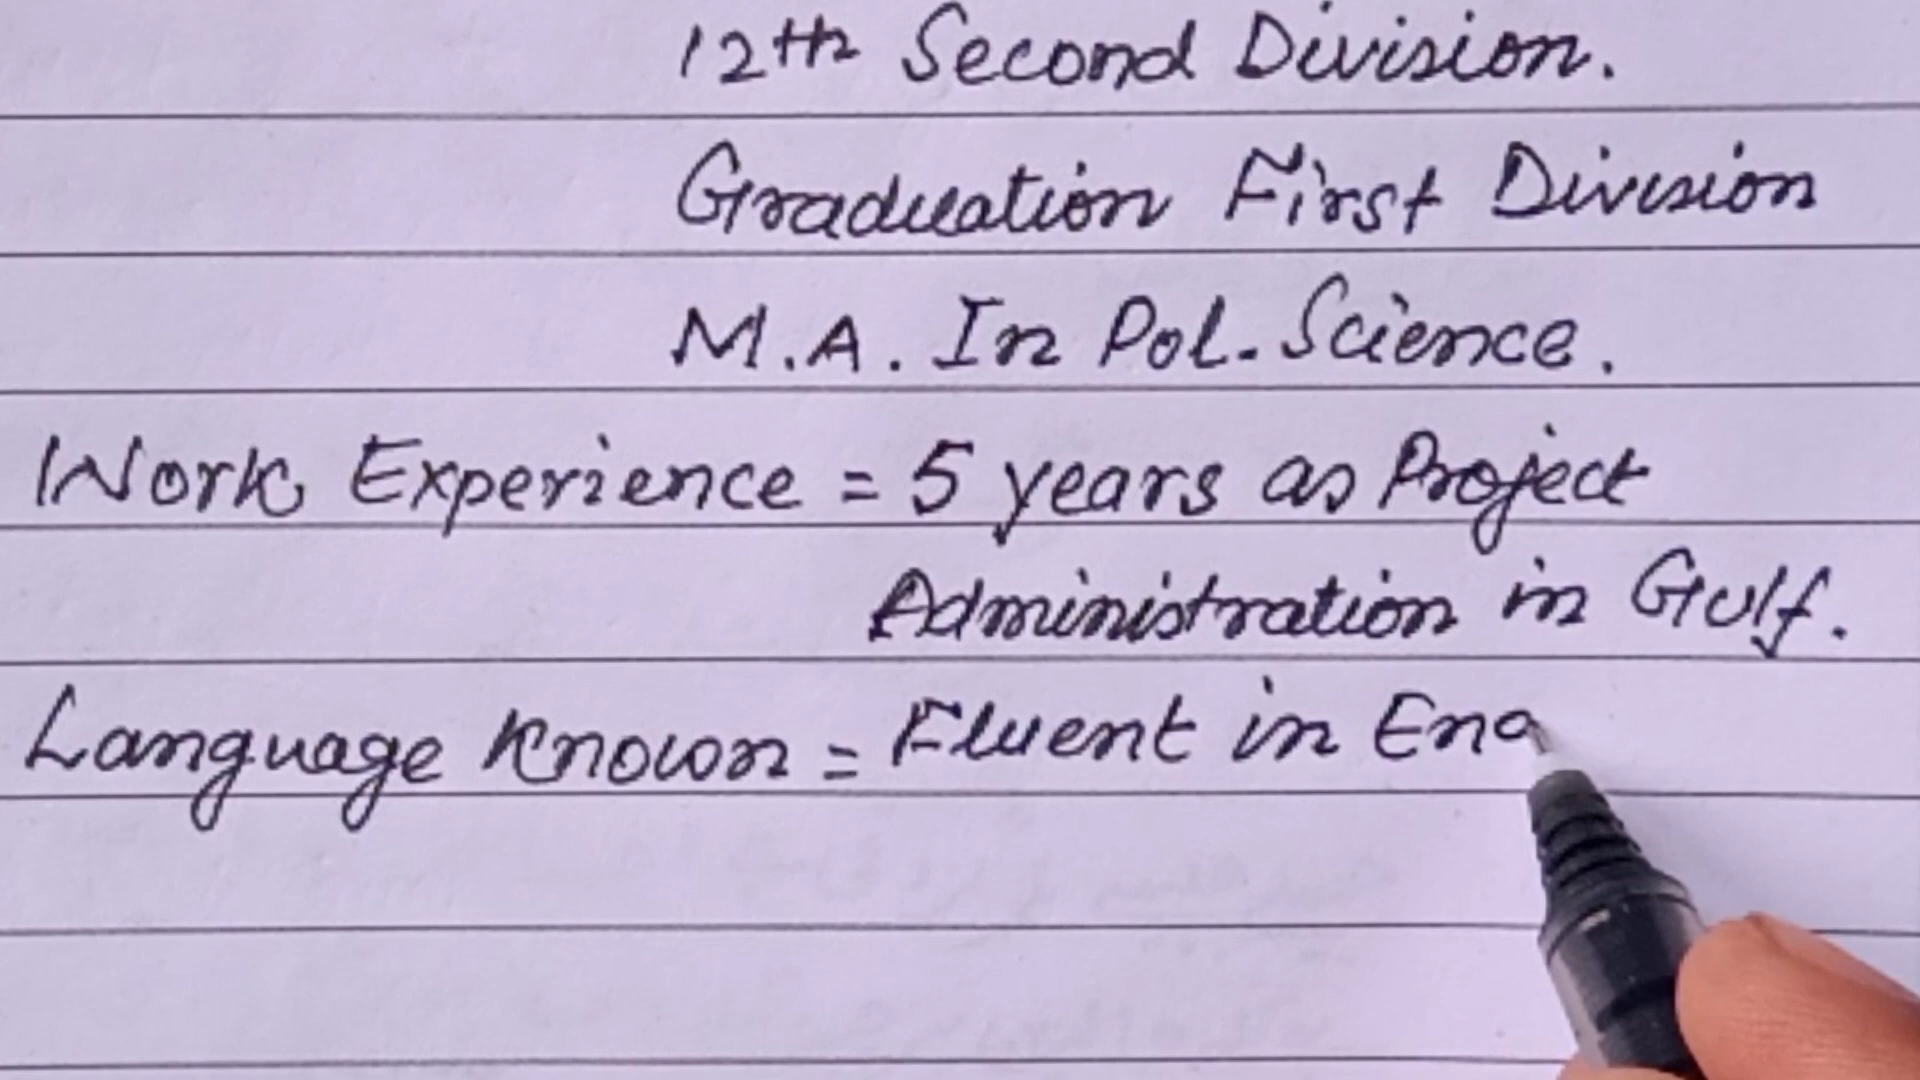 12th Second Division.
Graduation First Division
M.A. In Pol. Science.
Work Experience = 5 years as Project
Administration in Gulf.
Language Known = Fluent in Eng